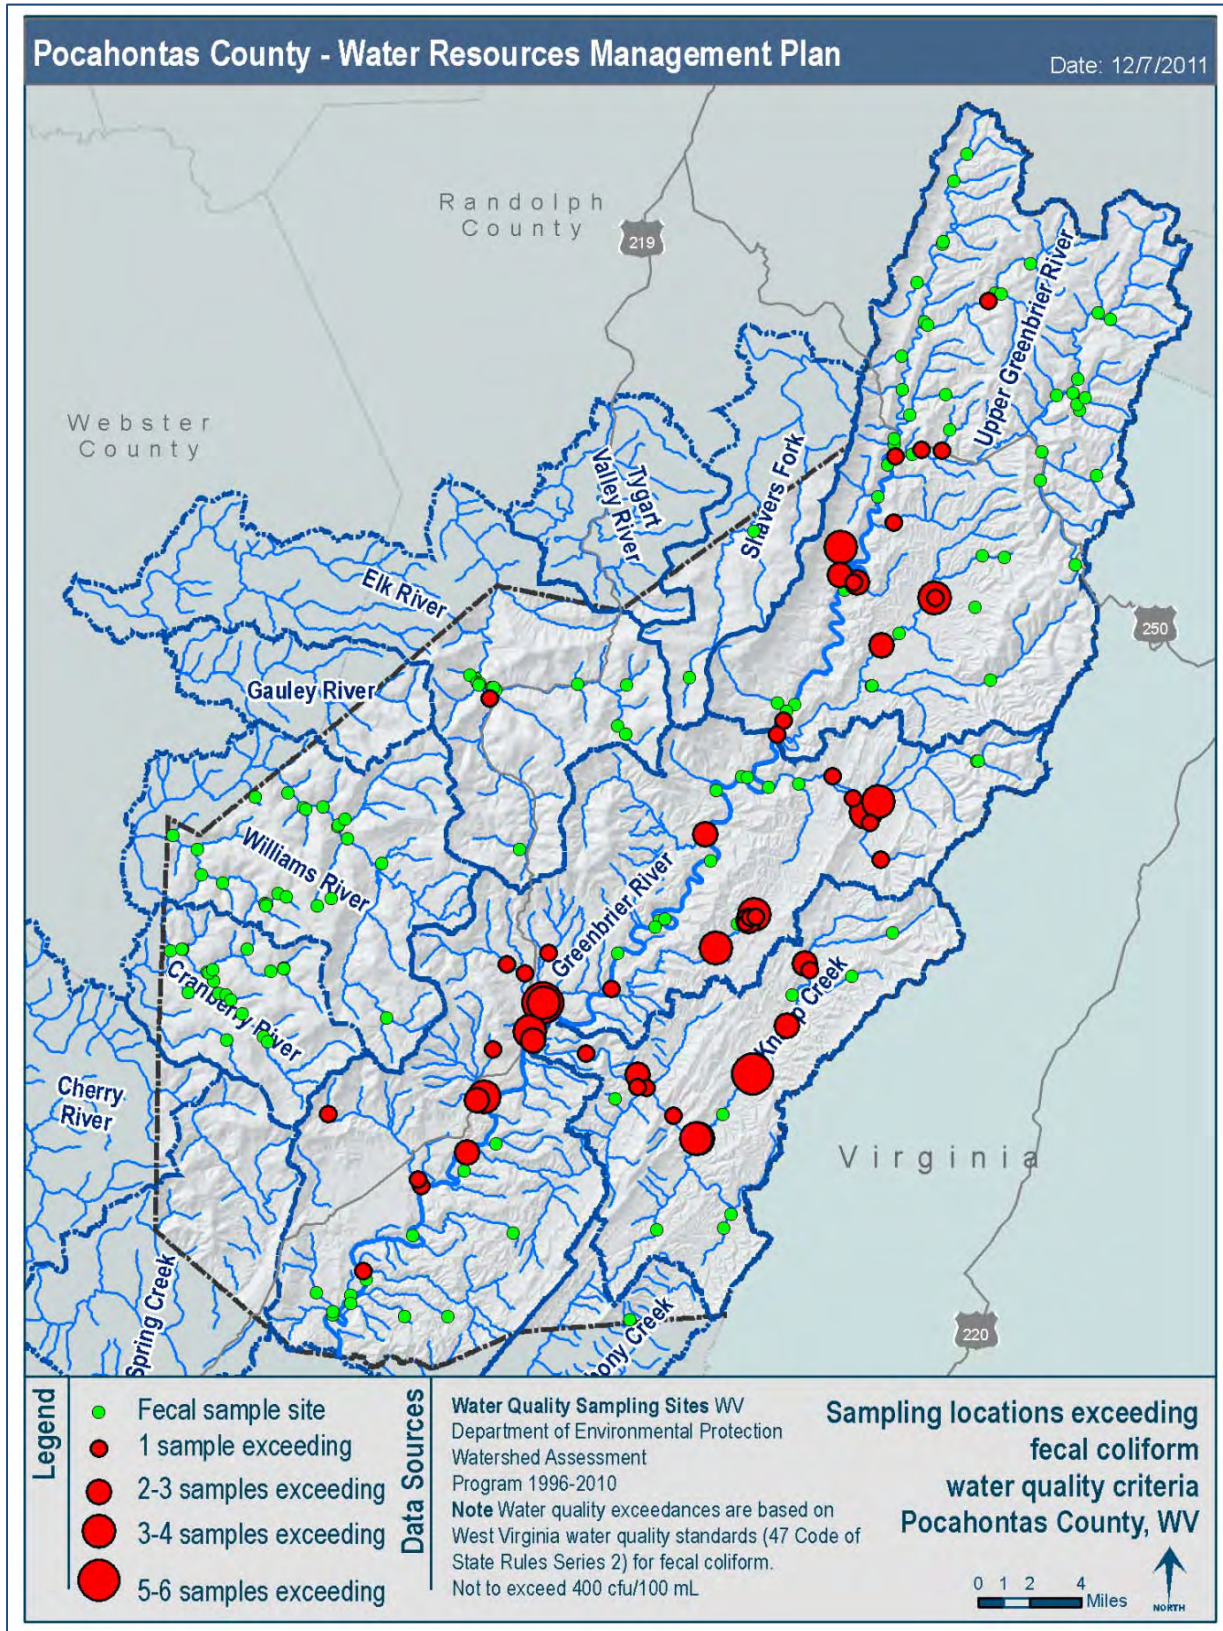 Pocahontas County - Water Resources Management Plan
Date: 12/7/2011
Randolph
County
219
Webster
County
Upper Greenbrier River
Tygart
Valley River
Shavers Fork
Elk River
250
Gauley River
Williams River
Greenbrier River
Cranberry River
Knapp Creek
Cherry
River
Virginia
Spring Creek
hony Creek
220
Legend
Fecal sample site
1 sample exceeding
2-3 samples exceeding
3-4 samples exceeding
5-6 samples exceeding
Data Sources
Water Quality Sampling Sites WV
Department of Environmental Protection
Watershed Assessment
Program 1996-2010
Note Water quality exceedances are based on
West Virginia water quality standards (47 Code of
State Rules Series 2) for fecal coliform.
Not to exceed 400 cfu/100 mL
Sampling locations exceeding
fecal coliform
water quality criteria
Pocahontas County, WV
0 1 2 4
Miles
NORTH